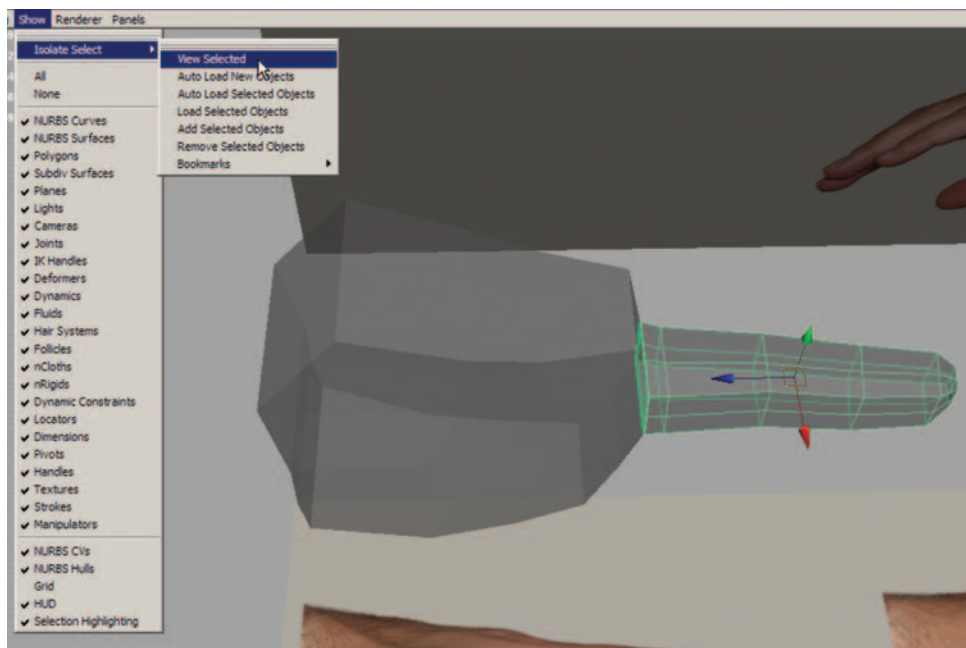 Show Renderer Panels
Isolate Select
All
None
NURBS Curves
NURBS Surfaces
Polygons
Subdiv Surfaces
Planes
Lights
Cameras
Joints
IK Handles
Deformers
Dynamics
Fluids
Hair Systems
Follicles
nCloths
nRigids
Dynamic Constraints
Locators
Dimensions
Pivots
Handles
Textures
Strokes
Manipulators
NURBS CVs
NURBS Hulls
Grid
HUD
Selection Highlighting
View Selected
Auto Load New Objects
Auto Load Selected Objects
Load Selected Objects
Add Selected Objects
Remove Selected Objects
Bookmarks